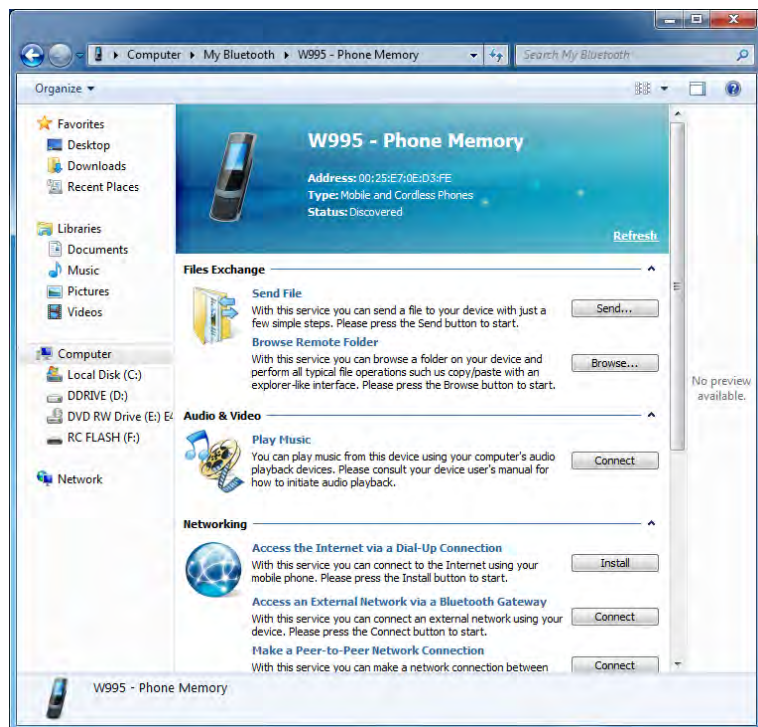 Computer ▸ My Bluetooth ▸ W995 - Phone Memory
Search My Bluetooth
Organize
Favorites
Desktop
Downloads
Recent Places
Libraries
Documents
Music
Pictures
Videos
Computer
Local Disk (C:)
DDRIVE (D:)
DVD RW Drive (E:) E4
RC FLASH (F:)
Network
W995 - Phone Memory
Address: 00:25:E7:0E:D3:FE
Type: Mobile and Cordless Phones
Status: Discovered
Refresh
Files Exchange
Send File
With this service you can send a file to your device with just a
few simple steps. Please press the Send button to start.
Send...
Browse Remote Folder
With this service you can browse a folder on your device and
perform all typical file operations such us copy/paste with an
explorer-like interface. Please press the Browse button to start.
Browse...
Audio & Video
Play Music
You can play music from this device using your computer's audio
playback devices. Please consult your device user's manual for
how to initiate audio playback.
Connect
Networking
Access the Internet via a Dial-Up Connection
With this service you can connect to the Internet using your
mobile phone. Please press the Install button to start.
Install
Access an External Network via a Bluetooth Gateway
With this service you can connect an external network using your
device. Please press the Connect button to start.
Connect
Make a Peer-to-Peer Network Connection
With this service you can make a network connection between
Connect
No preview
available.
W995 - Phone Memory